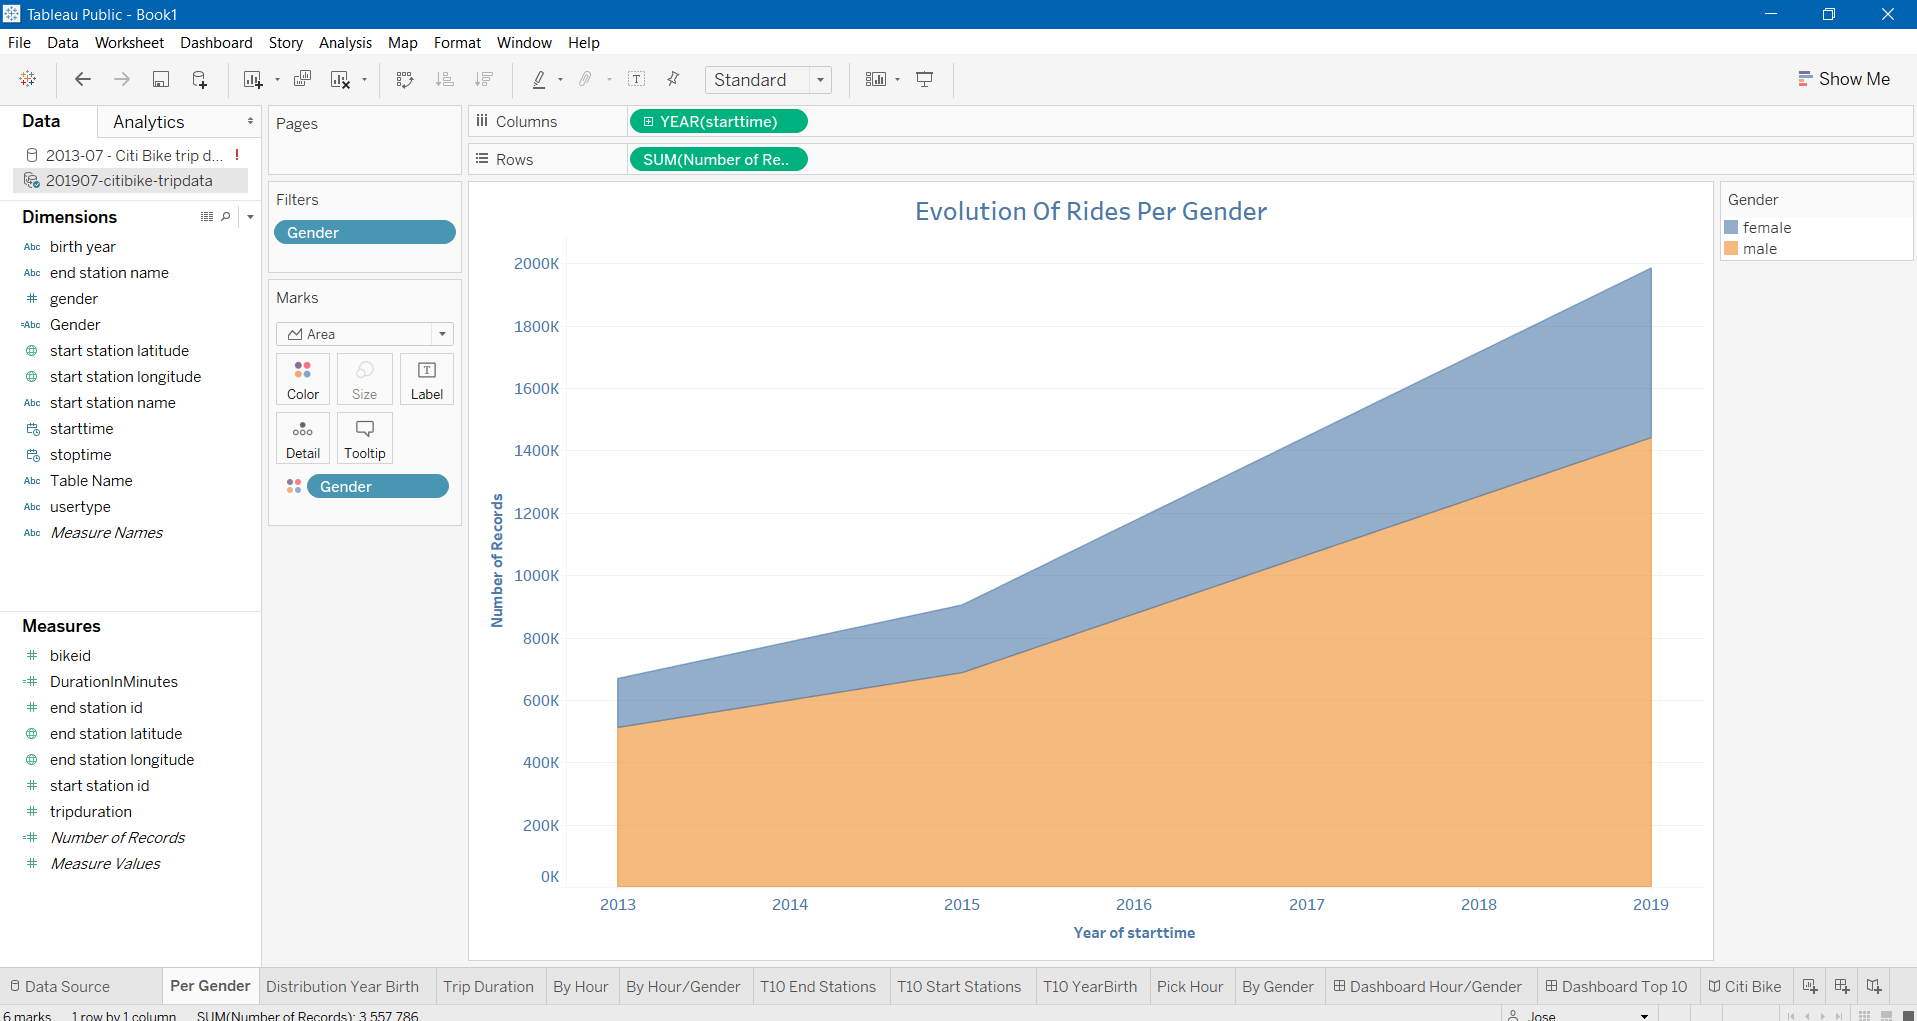 Tableau Public - Book1
File Data Worksheet Dashboard Story Analysis Map Format Window Help
Standard
Show Me
Data Analytics
2013-07 - Citi Bike trip d... !
201907-citibike-tripdata
Dimensions
Abc birth year
Abc end station name
# gender
=Abc Gender
start station latitude
start station longitude
Abc start station name
starttime
stoptime
Abc Table Name
Abc usertype
Abc Measure Names
Measures
# bikeid
=# DurationInMinutes
# end station id
end station latitude
end station longitude
# start station id
# tripduration
=# Number of Records
# Measure Values
Pages
Filters
Gender
Marks
Area
Color Size Label
Detail Tooltip
Gender
Columns YEAR(starttime)
Rows SUM(Number of Re..
Evolution Of Rides Per Gender
2000K
1800K
1600K
1400K
1200K
1000K
800K
600K
400K
200K
0K
Number of Records
2013 2014 2015 2016 2017 2018 2019
Year of starttime
Gender
female
male
Data Source Per Gender Distribution Year Birth Trip Duration By Hour By Hour/Gender T10 End Stations T10 Start Stations T10 YearBirth Pick Hour By Gender Dashboard Hour/Gender Dashboard Top 10 Citi Bike
6 marks 1 row by 1 column SUM(Number of Records): 3,557,786 Jose